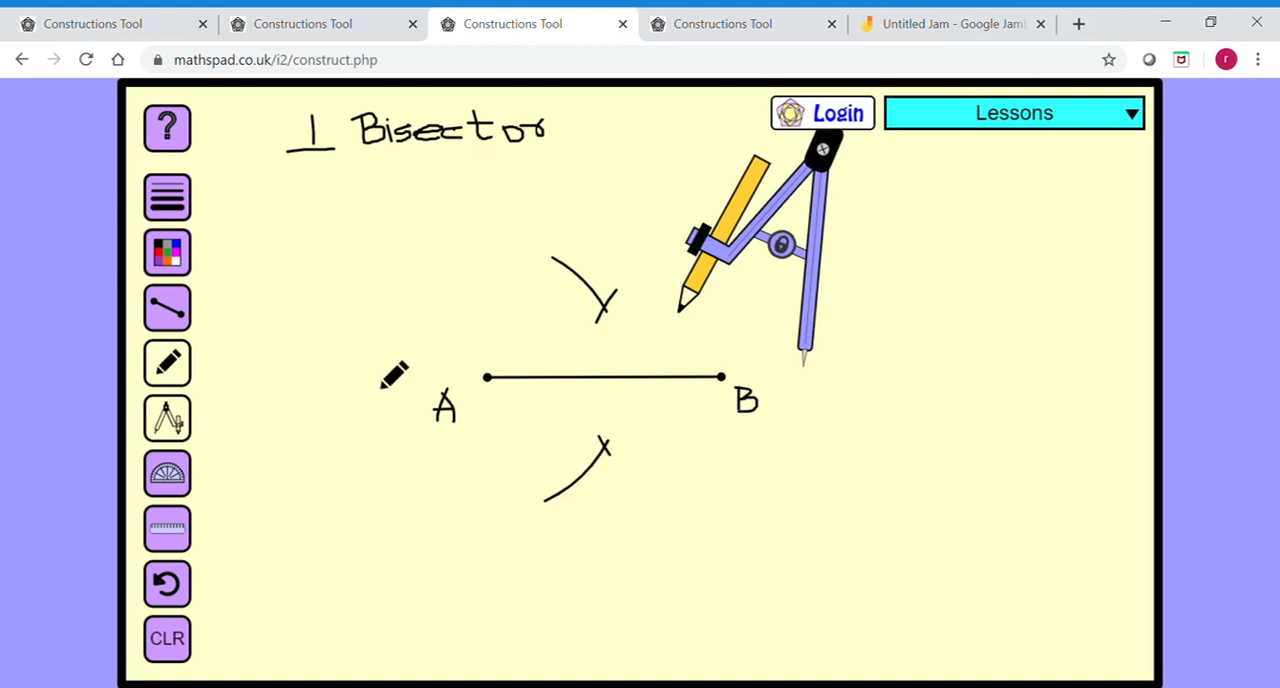 Constructions Tool
Constructions Tool
Constructions Tool
Constructions Tool
Untitled Jam - Google Jaml
mathspad.co.uk/i2/construct.php
r
?
⊥ Bisector
Login
Lessons
A
B
CLR